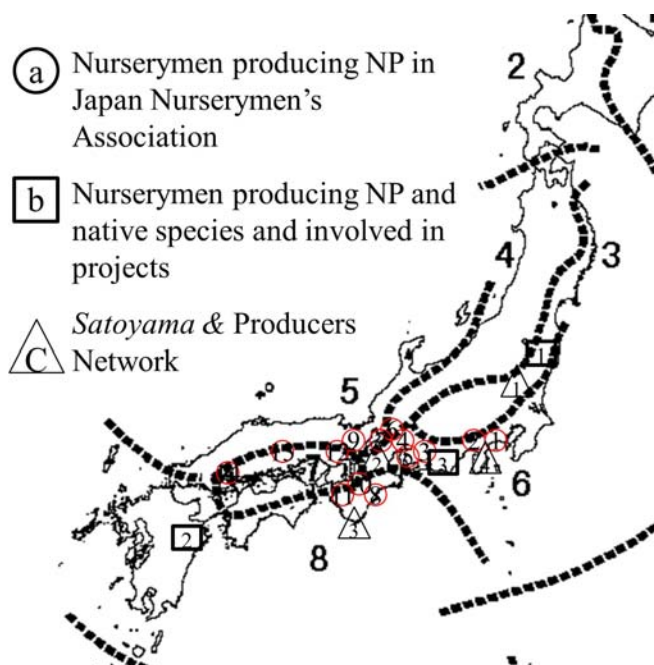 a
Nurserymen producing NP in
Japan Nurserymen's
Association
b
Nurserymen producing NP and
native species and involved in
projects
C
Satoyama & Producers
Network
2
4
3
5
6
7
8
1
1
9
4
2
1
3
3
4
2
8
3
2